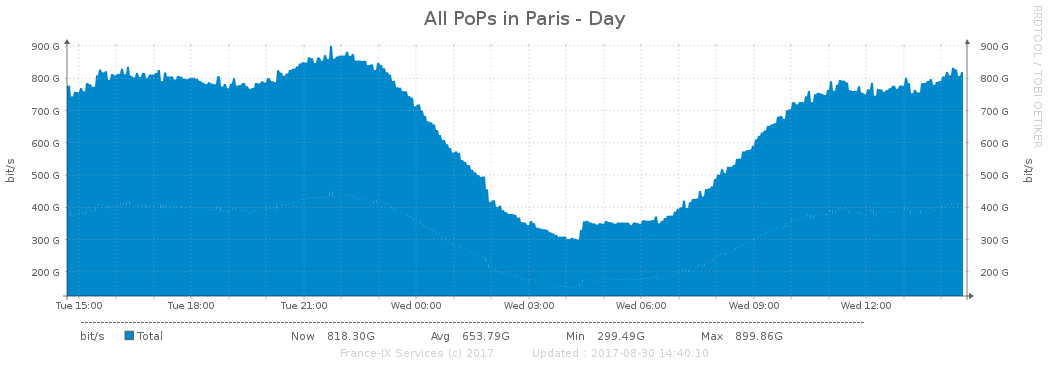 All PoPs in Paris - Day
RRDTOOL / TOBI OETIKER
900 G 900 G
800 G 800 G
700 G 700 G
600 G 600 G
500 G 500 G
400 G 400 G
300 G 300 G
200 G 200 G
bit/s bit/s
Tue 15:00 Tue 18:00 Tue 21:00 Wed 00:00 Wed 03:00 Wed 06:00 Wed 09:00 Wed 12:00
bit/s Total Now 818.30G Avg 653.79G Min 299.49G Max 899.86G
France-IX Services (c) 2017 Updated : 2017-08-30 14:40:10